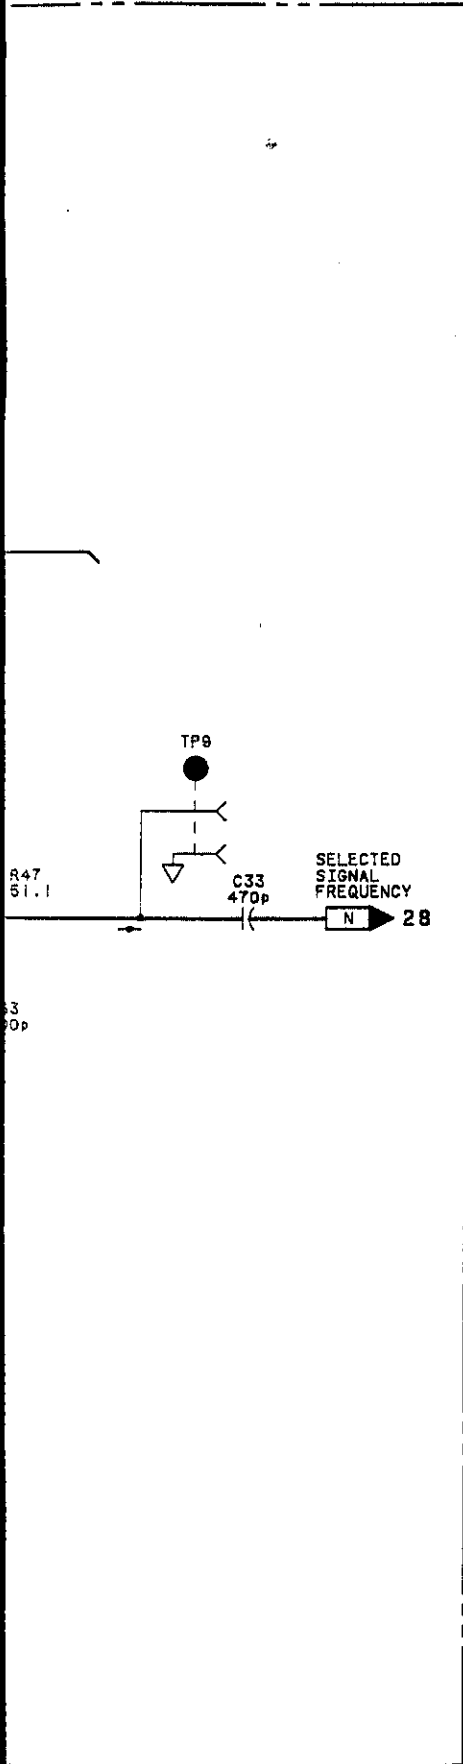 TP9
R47
51.1
C33
470p
SELECTED
SIGNAL
FREQUENCY
N
28